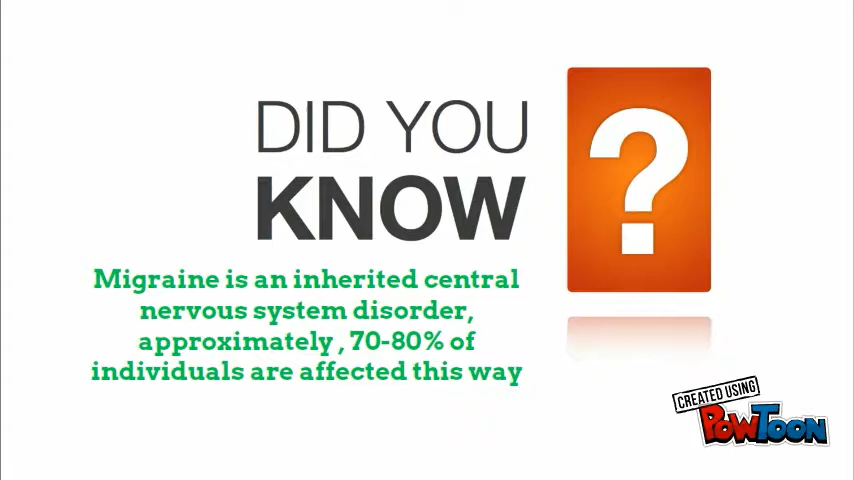 DID YOU
KNOW
?
Migraine is an inherited central
nervous system disorder,
approximately , 70-80% of
individuals are affected this way
CREATED USING
POWTOON